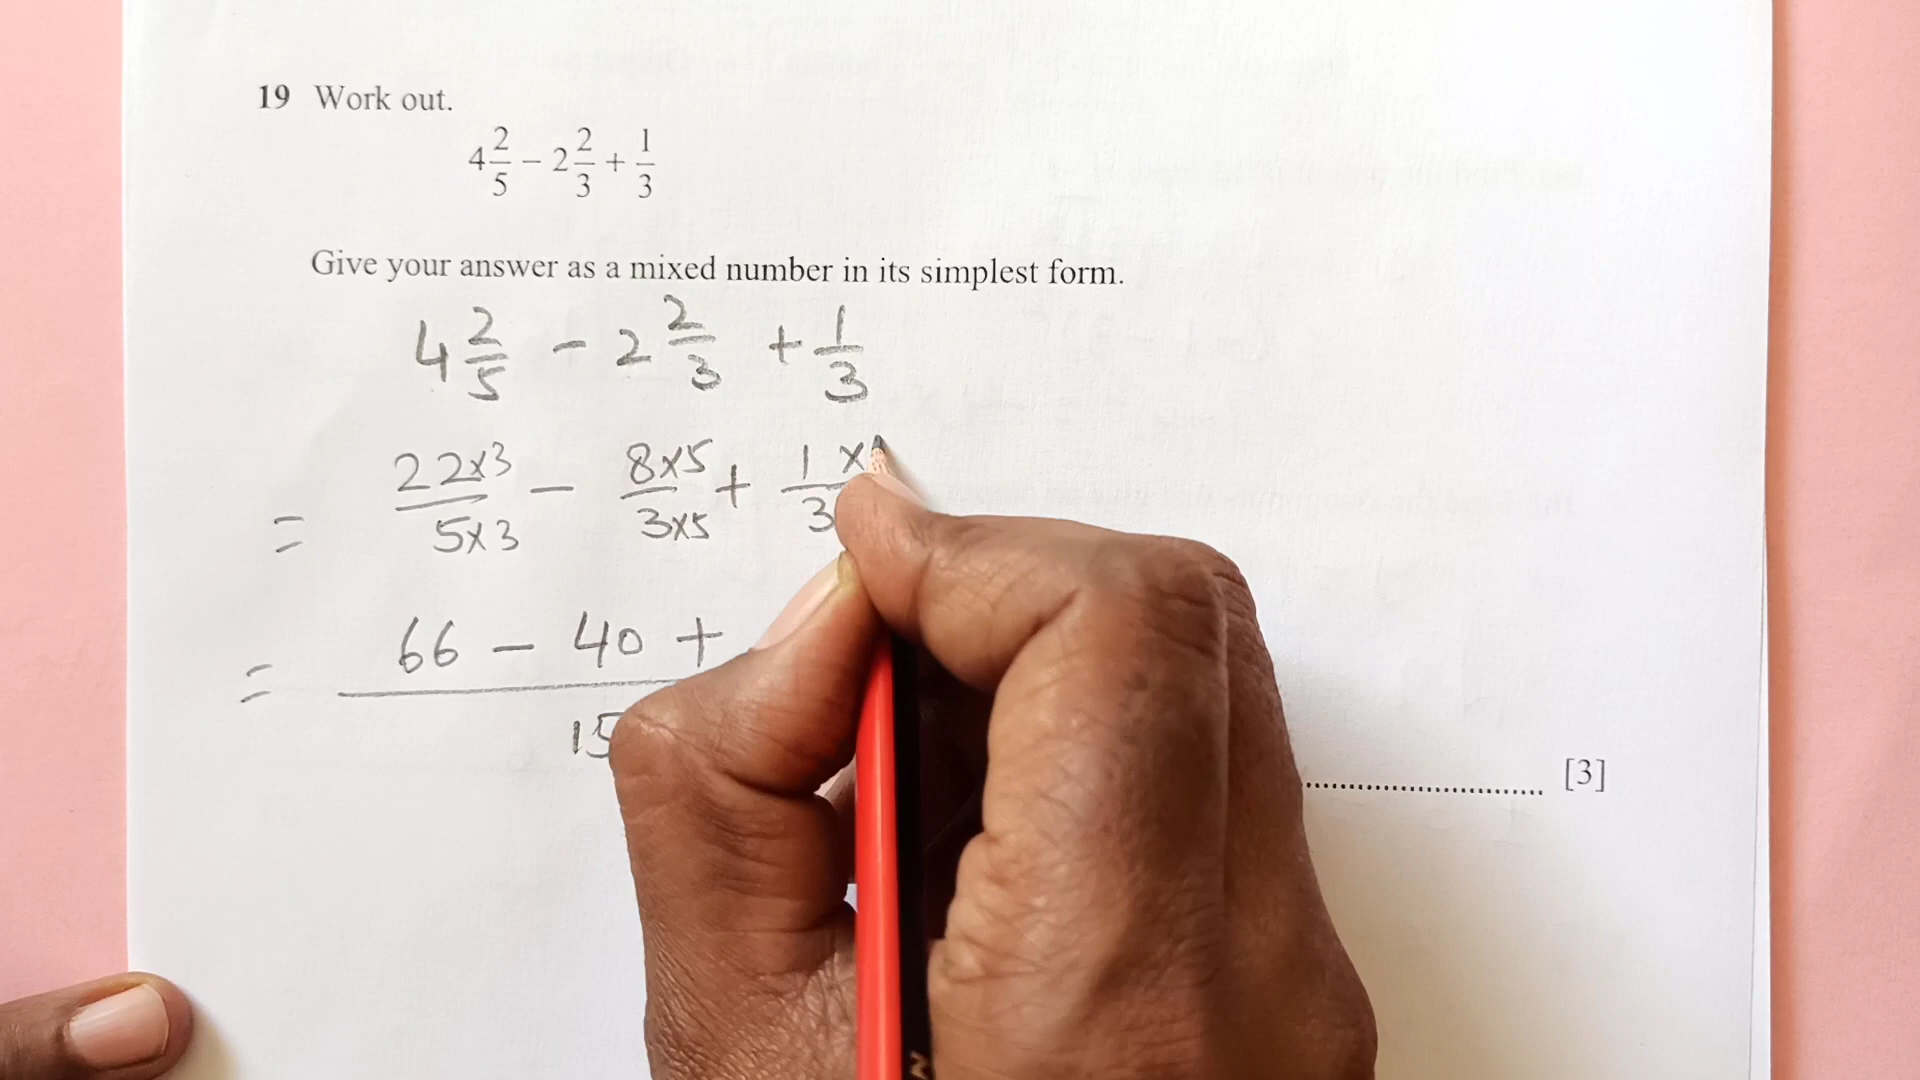 19 Work out.
4 2/5 − 2 2/3 + 1/3
Give your answer as a mixed number in its simplest form.
4 2/5 − 2 2/3 + 1/3
= 22×3/5×3 − 8×5/3×5 + 1×/3
= 66 − 40 +
15
[3]